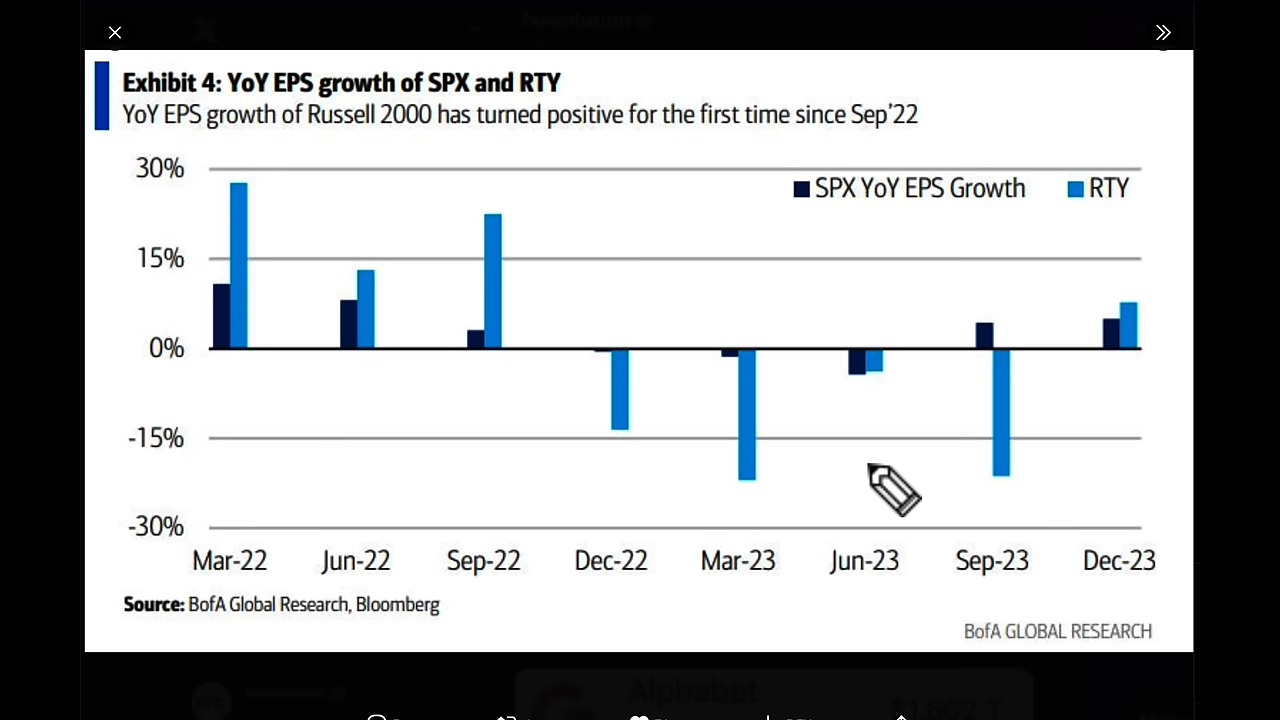 Exhibit 4: YoY EPS growth of SPX and RTY
YoY EPS growth of Russell 2000 has turned positive for the first time since Sep'22
30%
SPX YoY EPS Growth RTY
15%
0%
-15%
-30%
Mar-22 Jun-22 Sep-22 Dec-22 Mar-23 Jun-23 Sep-23 Dec-23
Source: BofA Global Research, Bloomberg
BofA GLOBAL RESEARCH
Alphabet